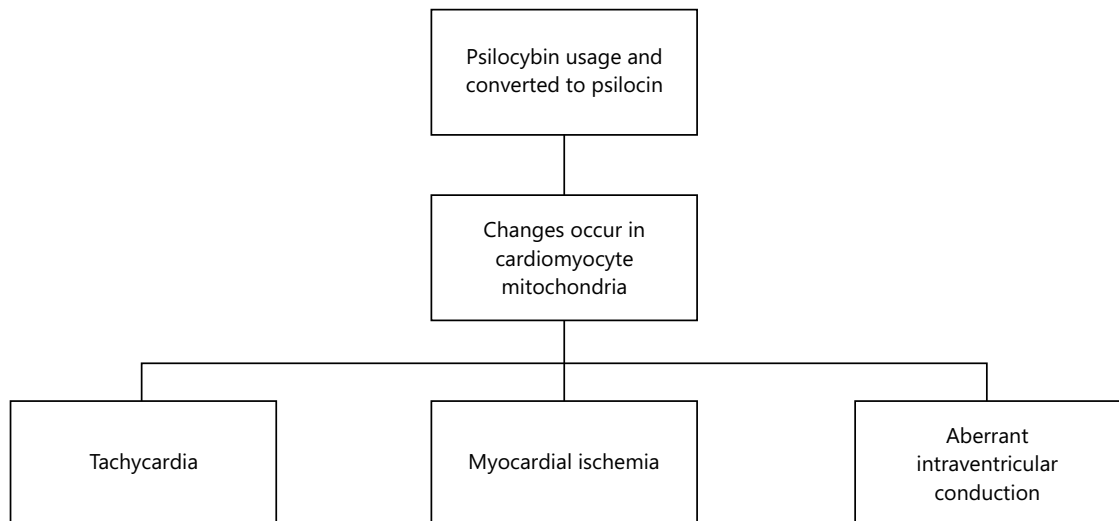 Psilocybin usage and
converted to psilocin
Changes occur in
cardiomyocyte
mitochondria
Tachycardia
Myocardial ischemia
Aberrant
intraventricular
conduction